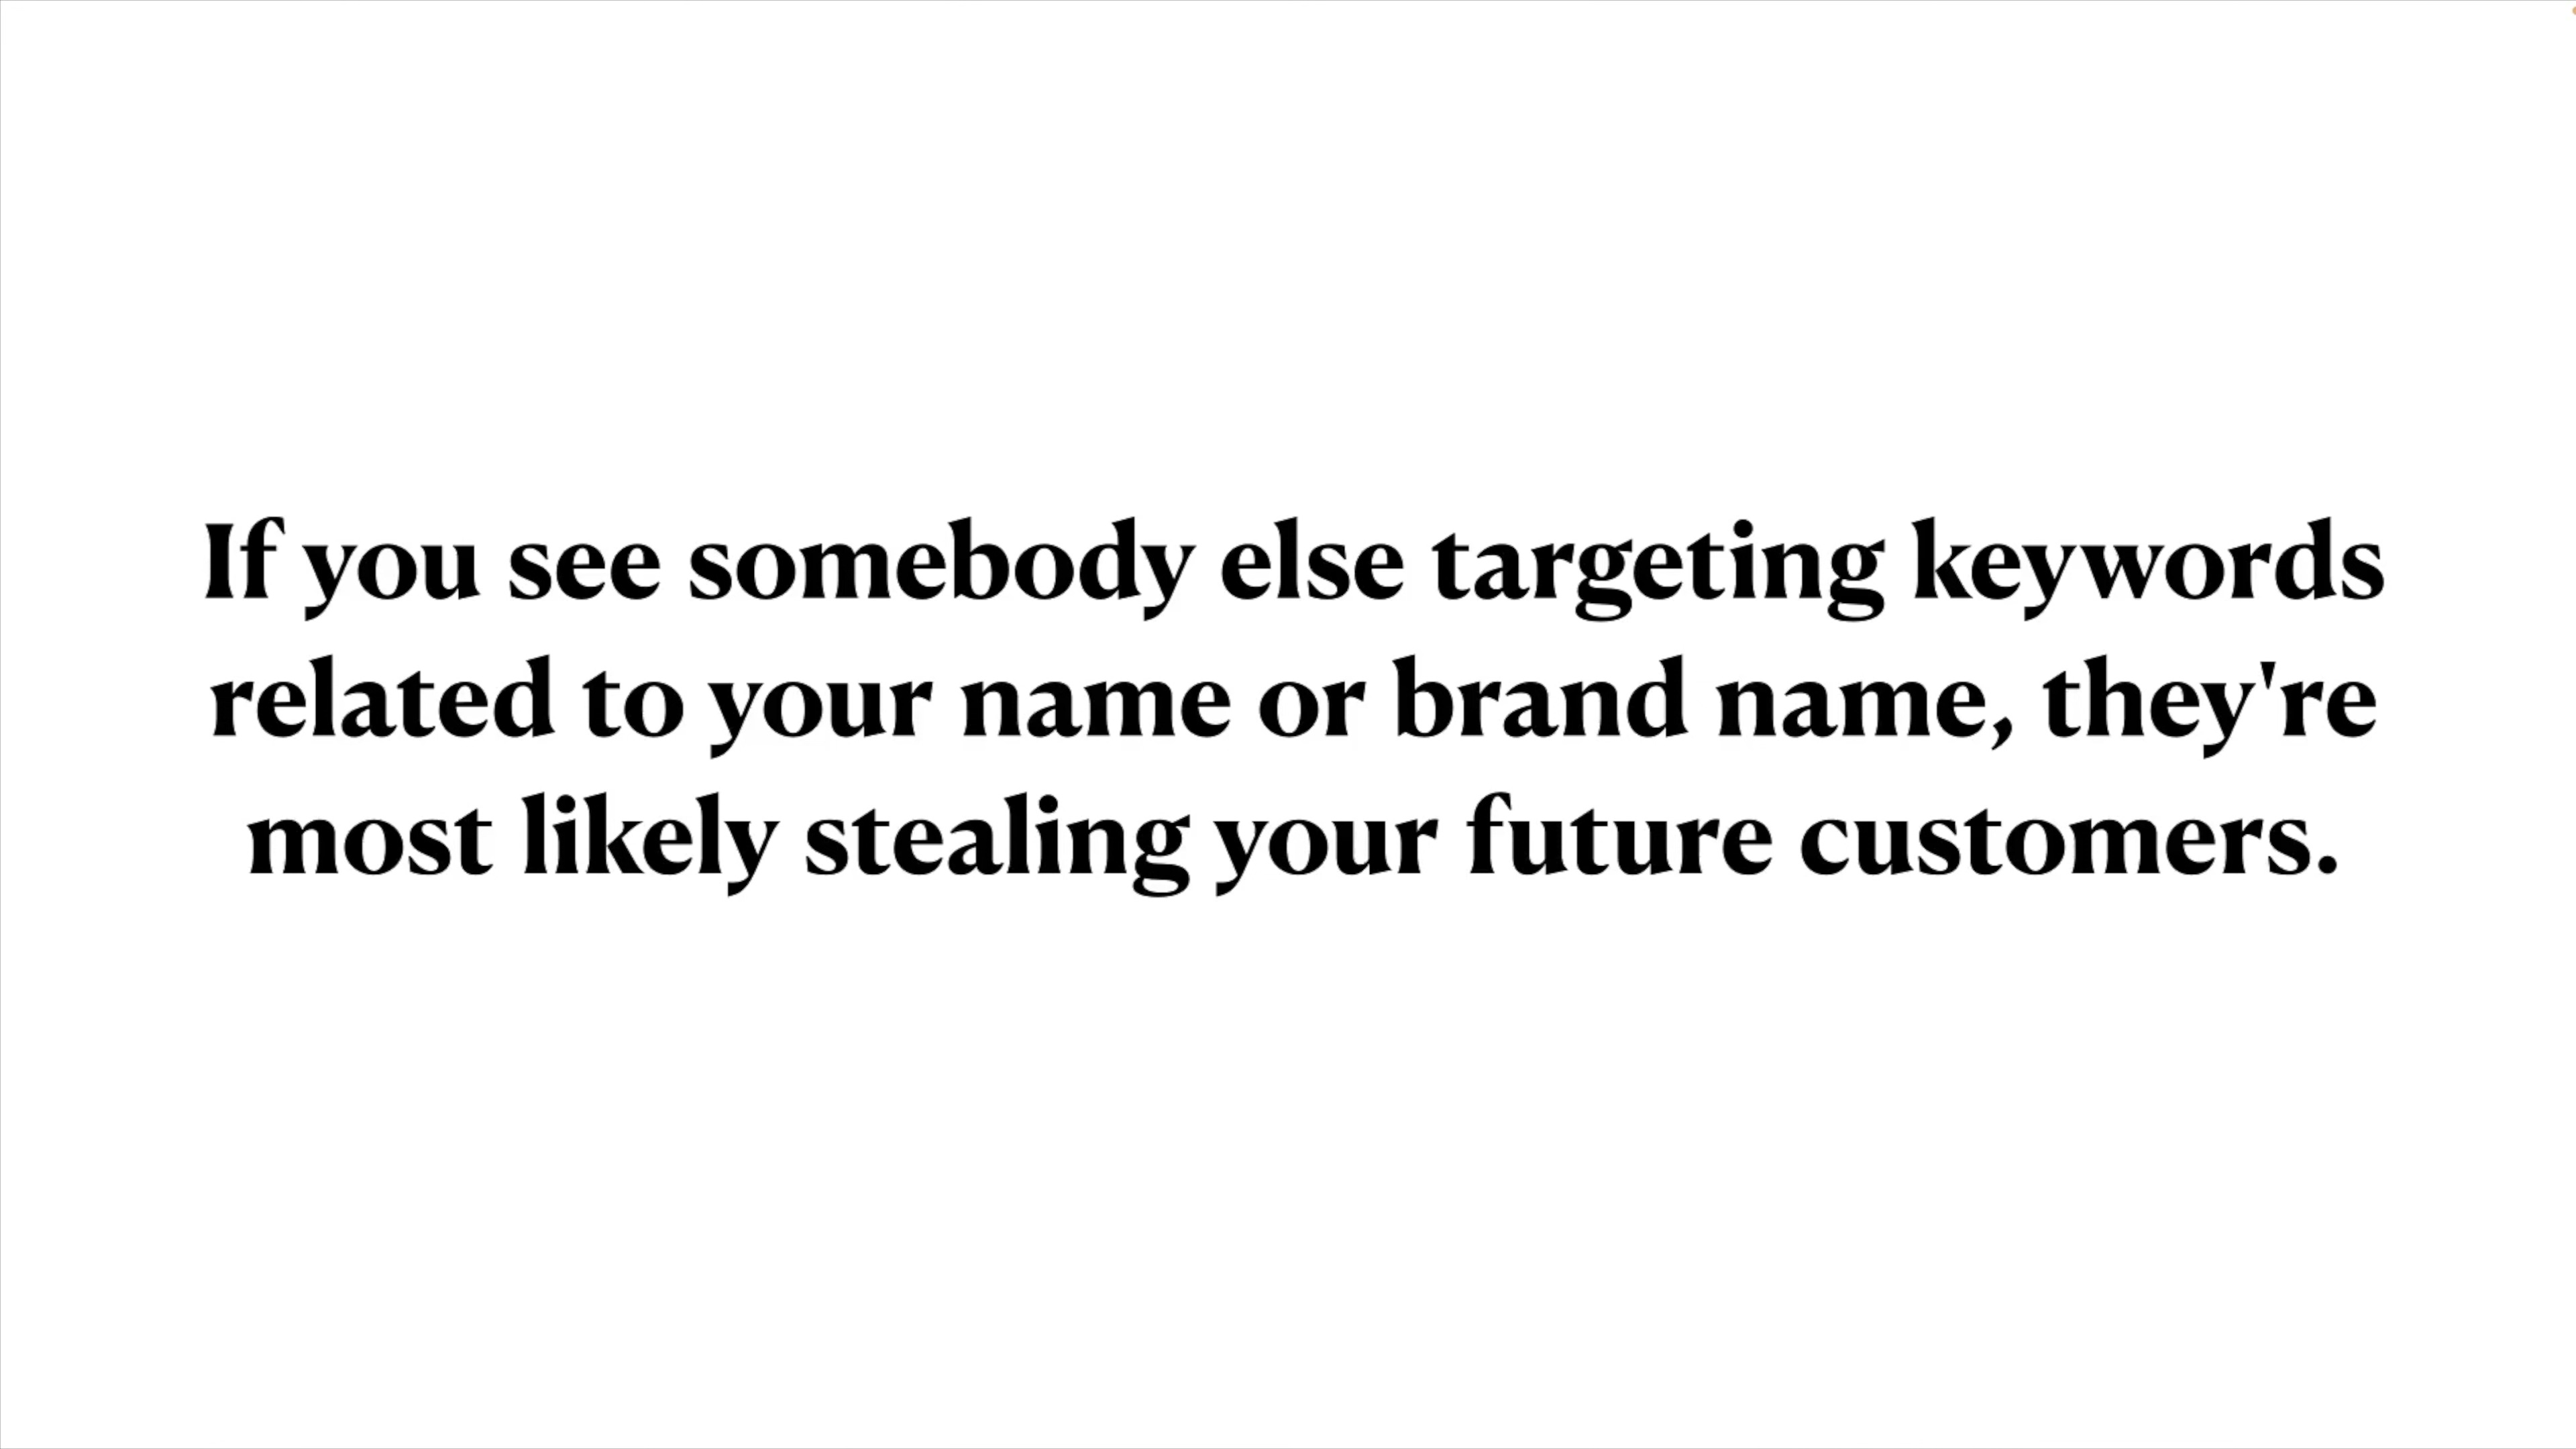 If you see somebody else targeting keywords
related to your name or brand name, they're
most likely stealing your future customers.